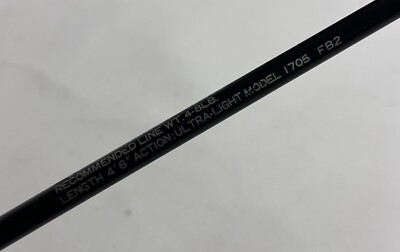 RECOMMENDED LINE WT. 4-8LB.
LENGTH 4' 6" ACTION: ULTRA-LIGHT MODEL 1705 FB2